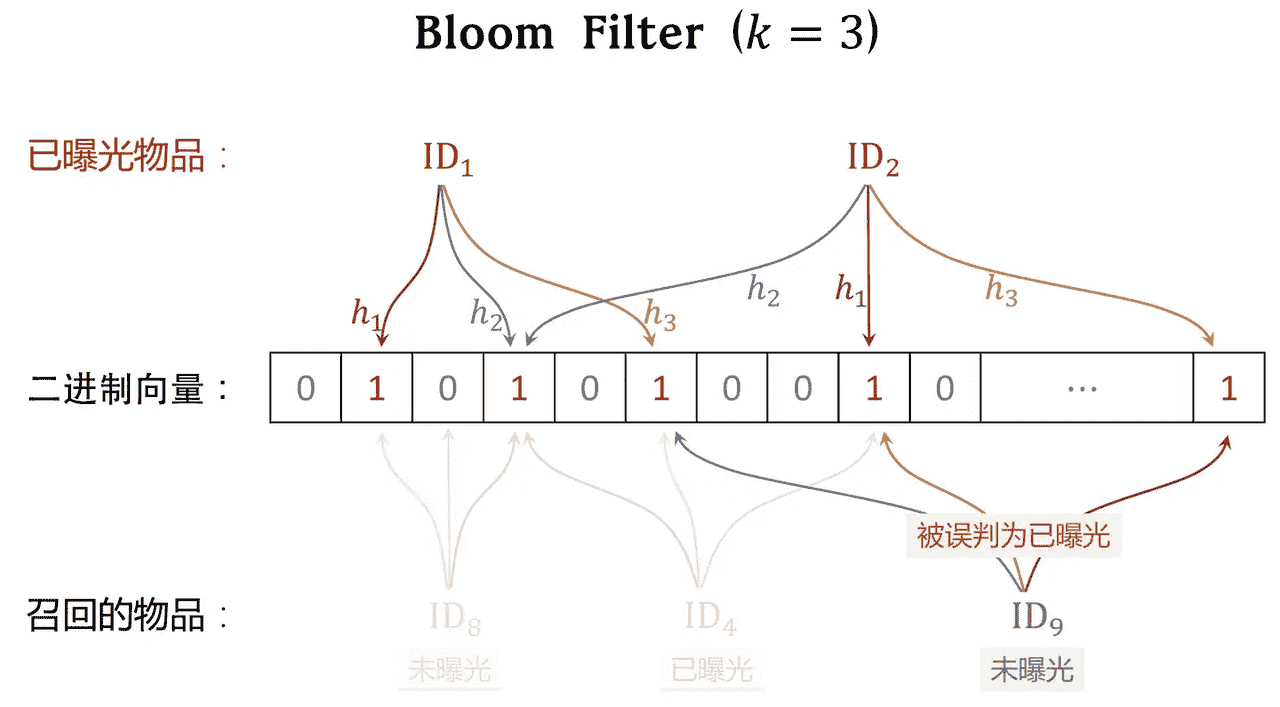 Bloom Filter (k = 3)
已曝光物品： ID₁ ID₂
h₁ h₂ h₃ h₂ h₁ h₃
二进制向量： 0 1 0 1 0 1 0 0 1 0 ⋯ 1
被误判为已曝光
召回的物品： ID₈ ID₄ ID₉
未曝光 已曝光 未曝光